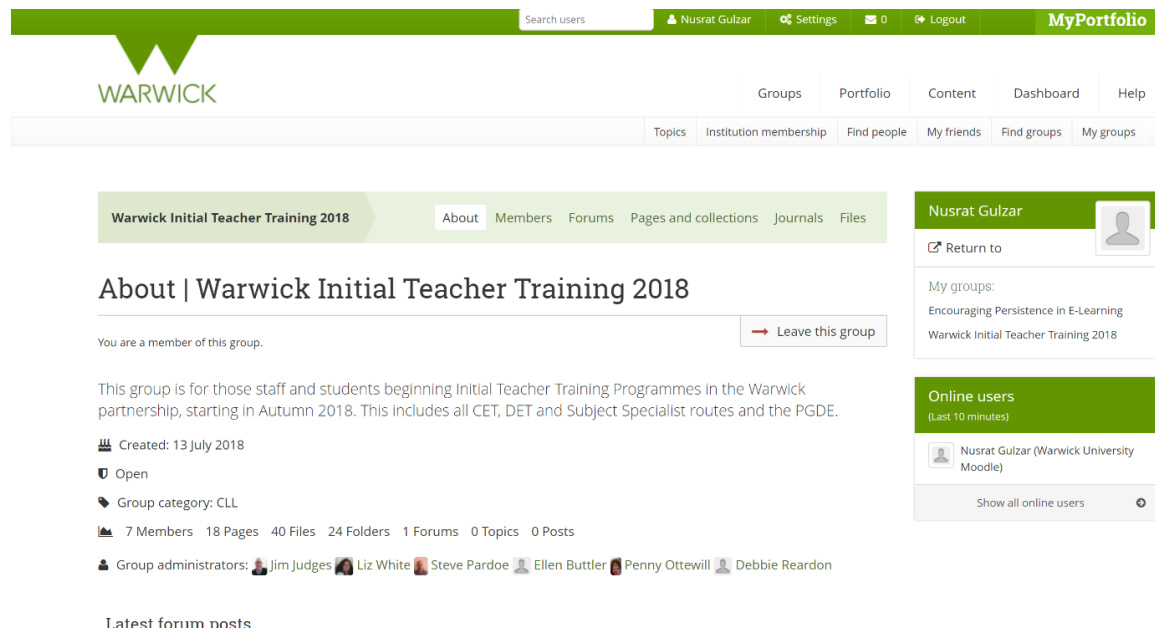 Search users
Nusrat Gulzar
Settings
0
Logout
MyPortfolio
WARWICK
Groups
Portfolio
Content
Dashboard
Help
Topics
Institution membership
Find people
My friends
Find groups
My groups
Warwick Initial Teacher Training 2018
About
Members
Forums
Pages and collections
Journals
Files
About | Warwick Initial Teacher Training 2018
Leave this group
You are a member of this group.
This group is for those staff and students beginning Initial Teacher Training Programmes in the Warwick
partnership, starting in Autumn 2018. This includes all CET, DET and Subject Specialist routes and the PGDE.
Created: 13 July 2018
Open
Group category: CLL
7 Members 18 Pages 40 Files 24 Folders 1 Forums 0 Topics 0 Posts
Group administrators: Jim Judges Liz White Steve Pardoe Ellen Buttler Penny Ottewill Debbie Reardon
Latest forum posts
Nusrat Gulzar
Return to
My groups:
Encouraging Persistence in E-Learning
Warwick Initial Teacher Training 2018
Online users
(Last 10 minutes)
Nusrat Gulzar (Warwick University
Moodle)
Show all online users